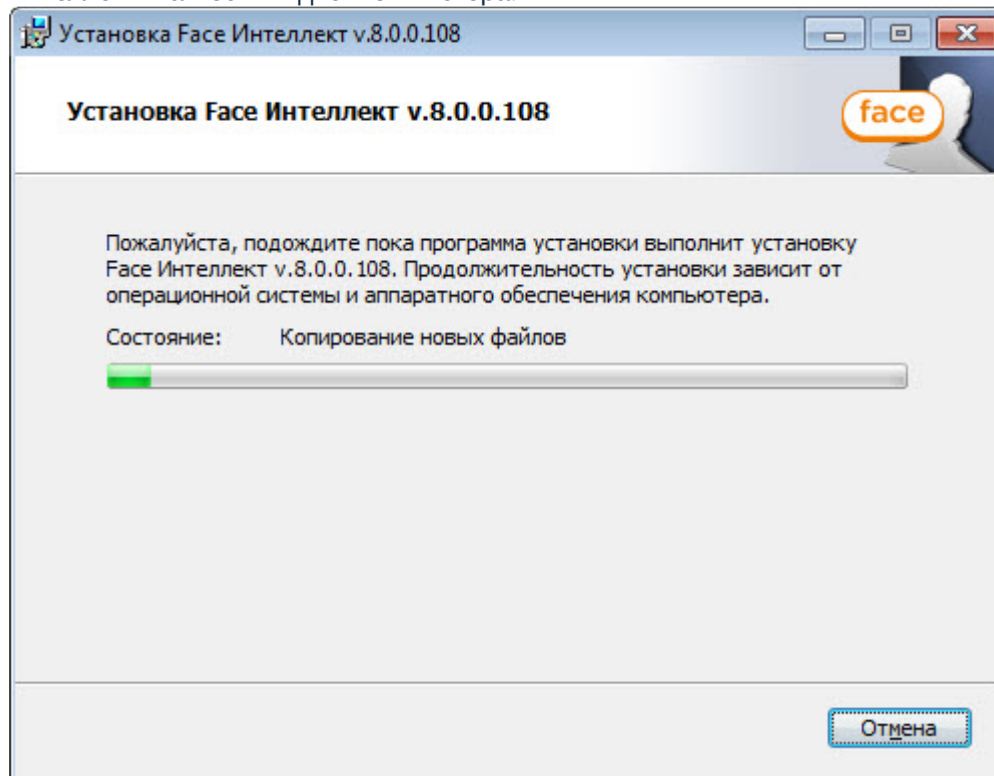 Установка Face Интеллект v.8.0.0.108
Установка Face Интеллект v.8.0.0.108
face
Пожалуйста, подождите пока программа установки выполнит установку
Face Интеллект v.8.0.0.108. Продолжительность установки зависит от
операционной системы и аппаратного обеспечения компьютера.
Состояние: Копирование новых файлов
Отмена